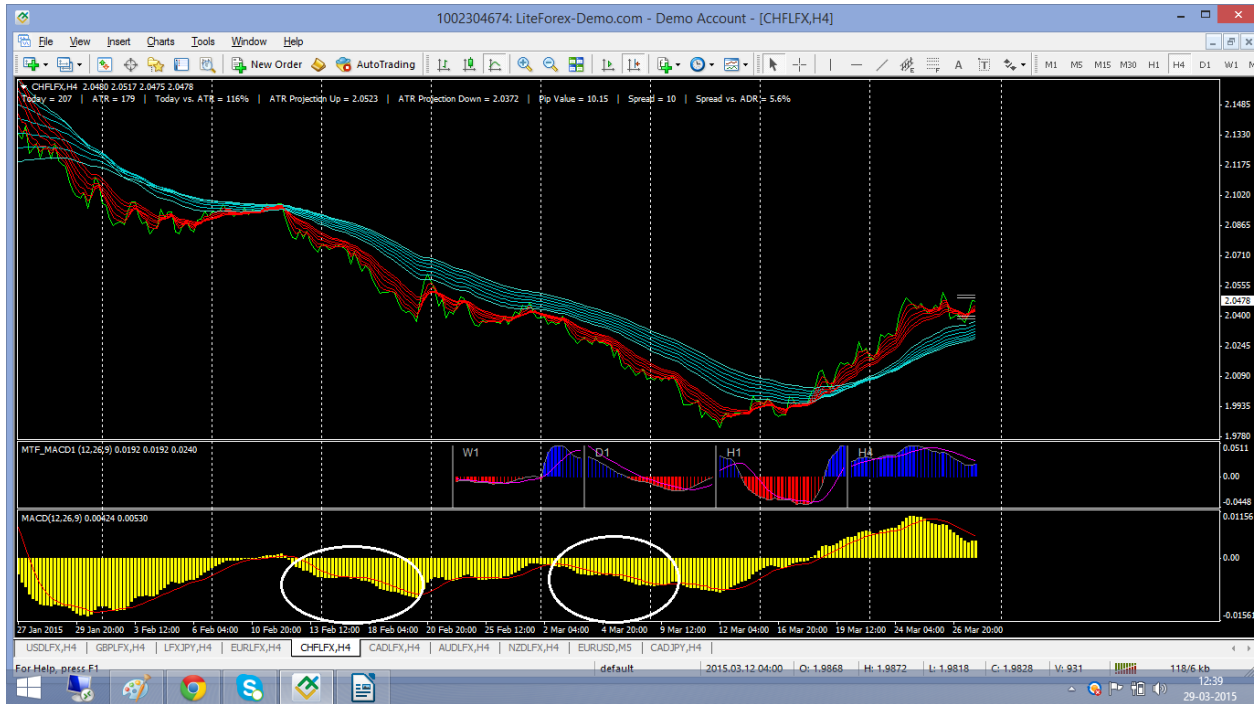 1002304674: LiteForex-Demo.com - Demo Account - [CHFLFX,H4]
File View Insert Charts Tools Window Help
New Order AutoTrading A T M1 M5 M15 M30 H1 H4 D1 W1
CHFLFX,H4 2.0480 2.0517 2.0475 2.0478
Today = 207 | ATR = 179 | Today vs. ATR = 116% | ATR Projection Up = 2.0523 | ATR Projection Down = 2.0372 | Pip Value = 10.15 | Spread = 10 | Spread vs. ADR = 5.6%
2.1485
2.1330
2.1175
2.1020
2.0865
2.0710
2.0555
2.0478
2.0400
2.0245
2.0090
1.9935
1.9780
MTF_MACD1 (12,26,9) 0.0192 0.0192 0.0240
W1 D1 H1 H4
0.0511
0.00
-0.0448
MACD(12,26,9) 0.00424 0.00530
0.01156
0.00
-0.01561
27 Jan 2015 29 Jan 20:00 3 Feb 12:00 6 Feb 04:00 10 Feb 20:00 13 Feb 12:00 18 Feb 04:00 20 Feb 20:00 25 Feb 12:00 2 Mar 04:00 4 Mar 20:00 9 Mar 12:00 12 Mar 04:00 16 Mar 20:00 19 Mar 12:00 24 Mar 04:00 26 Mar 20:00
USDLFX,H4 | GBPLFX,H4 | LFXJPY,H4 | EURLFX,H4 | CHFLFX,H4 | CADLFX,H4 | AUDLFX,H4 | NZDLFX,H4 | EURUSD,M5 | CADJPY,H4 |
For Help, press F1 default 2015.03.12 04:00 O: 1.9868 H: 1.9872 L: 1.9818 C: 1.9828 V: 931 118/6 kb
12:39
29-03-2015